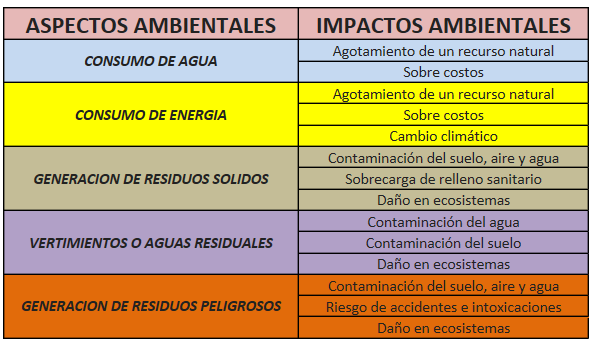 ASPECTOS AMBIENTALES
IMPACTOS AMBIENTALES
CONSUMO DE AGUA
Agotamiento de un recurso natural
Sobre costos
CONSUMO DE ENERGIA
Agotamiento de un recurso natural
Sobre costos
Cambio climático
GENERACION DE RESIDUOS SOLIDOS
Contaminación del suelo, aire y agua
Sobrecarga de relleno sanitario
Daño en ecosistemas
VERTIMIENTOS O AGUAS RESIDUALES
Contaminación del agua
Contaminación del suelo
Daño en ecosistemas
GENERACION DE RESIDUOS PELIGROSOS
Contaminación del suelo, aire y agua
Riesgo de accidentes e intoxicaciones
Daño en ecosistemas